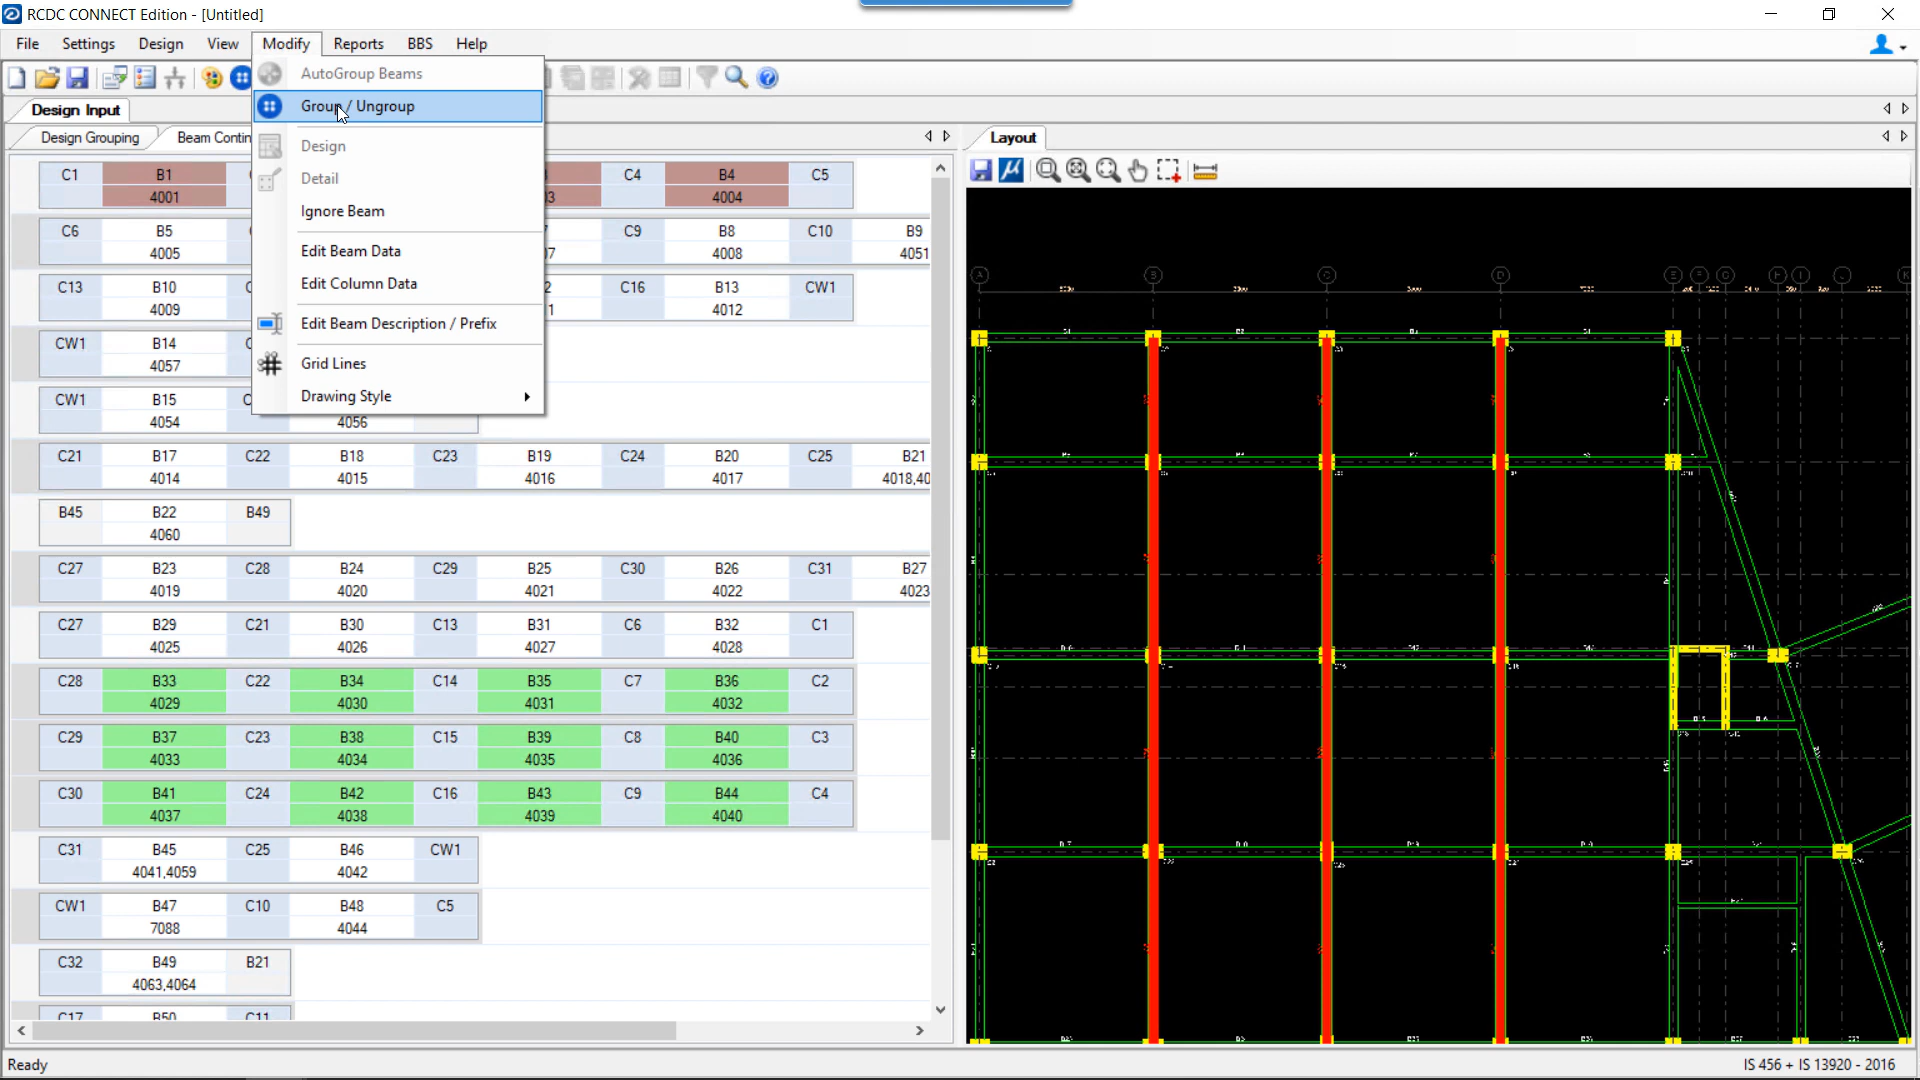 RCDC CONNECT Edition - [Untitled]
File Settings Design View Modify Reports BBS Help
AutoGroup Beams
Group / Ungroup
Design
Detail
Ignore Beam
Edit Beam Data
Edit Column Data
Edit Beam Description / Prefix
Grid Lines
Drawing Style
Design Input
Design Grouping Beam Contin
Layout
C1 B1 C4 B4 C5
4001 4004
C6 B5 C9 B8 C10 B9
4005 4008 4051
C13 B10 C16 B13 CW1
4009 4012
CW1 B14
4057
CW1 B15
4054 4056
C21 B17 C22 B18 C23 B19 C24 B20 C25 B21
4014 4015 4016 4017 4018,40
B45 B22 B49
4060
C27 B23 C28 B24 C29 B25 C30 B26 C31 B27
4019 4020 4021 4022 4023
C27 B29 C21 B30 C13 B31 C6 B32 C1
4025 4026 4027 4028
C28 B33 C22 B34 C14 B35 C7 B36 C2
4029 4030 4031 4032
C29 B37 C23 B38 C15 B39 C8 B40 C3
4033 4034 4035 4036
C30 B41 C24 B42 C16 B43 C9 B44 C4
4037 4038 4039 4040
C31 B45 C25 B46 CW1
4041,4059 4042
CW1 B47 C10 B48 C5
7088 4044
C32 B49 B21
4063,4064
C17 B50 C11
A B C D E F G H I J K
Ready
IS 456 + IS 13920 - 2016